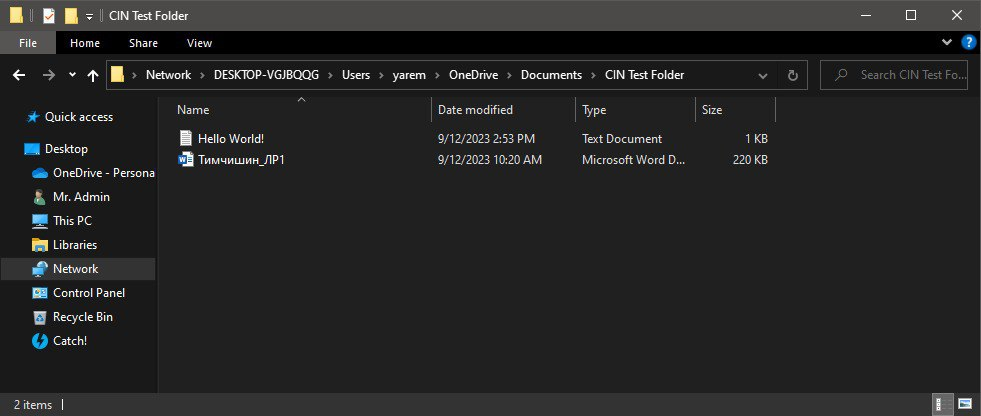 CIN Test Folder
File Home Share View
Network DESKTOP-VGJBQQG Users yarem OneDrive Documents CIN Test Folder Search CIN Test Fo...
Name Date modified Type Size
Quick access
Desktop
OneDrive - Persona
Mr. Admin
This PC
Libraries
Network
Control Panel
Recycle Bin
Catch!
Hello World! 9/12/2023 2:53 PM Text Document 1 KB
Тимчишин_ЛР1 9/12/2023 10:20 AM Microsoft Word D... 220 KB
2 items